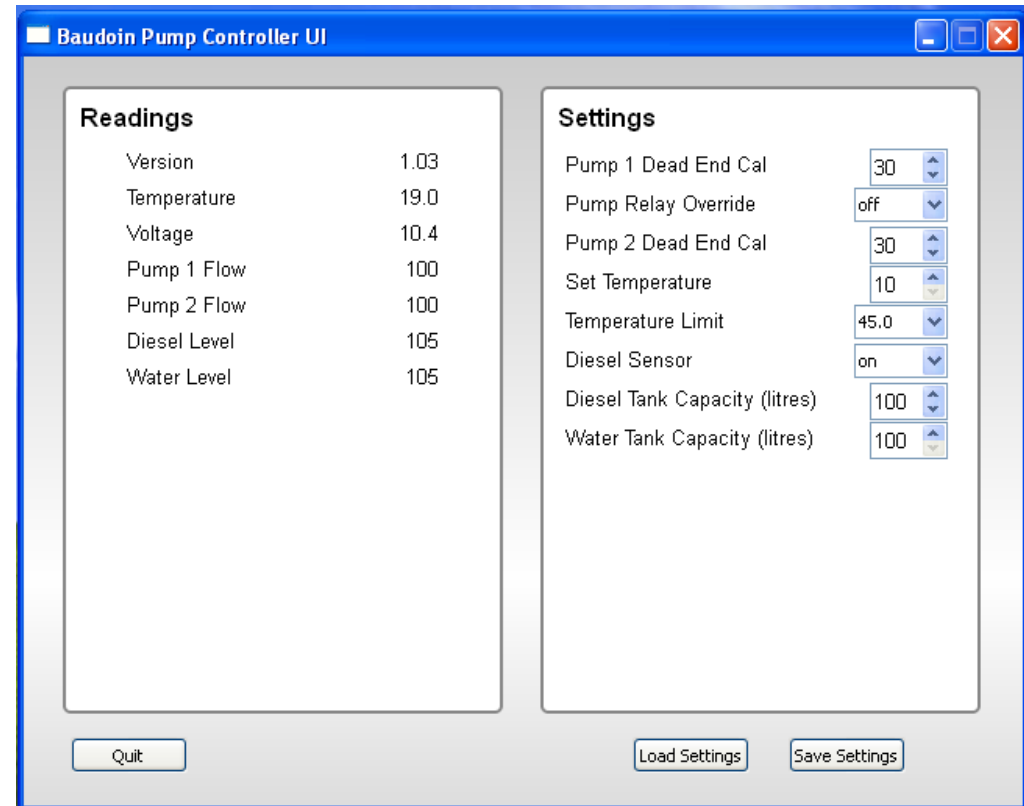 Baudoin Pump Controller UI
Readings
Version 1.03
Temperature 19.0
Voltage 10.4
Pump 1 Flow 100
Pump 2 Flow 100
Diesel Level 105
Water Level 105
Settings
Pump 1 Dead End Cal 30
Pump Relay Override off
Pump 2 Dead End Cal 30
Set Temperature 10
Temperature Limit 45.0
Diesel Sensor on
Diesel Tank Capacity (litres) 100
Water Tank Capacity (litres) 100
Quit
Load Settings
Save Settings